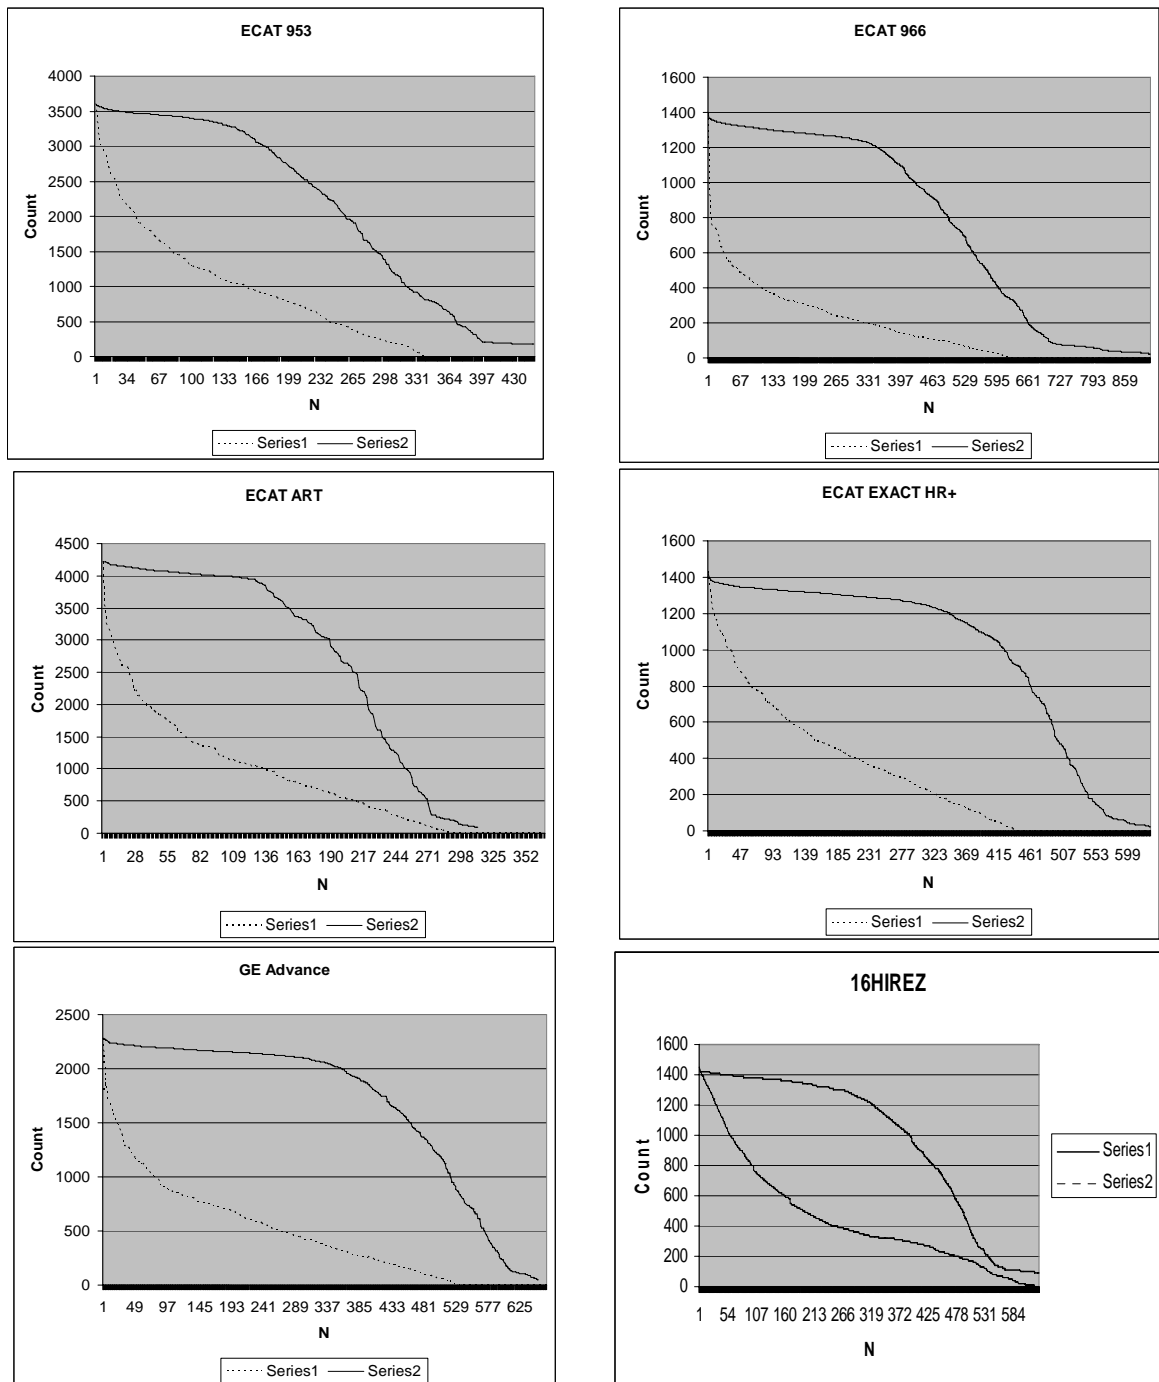 ECAT 953
4000
3500
3000
2500
2000
1500
1000
500
0
Count
1 34 67 100 133 166 199 232 265 298 331 364 397 430
N
Series1 Series2
ECAT 966
1600
1400
1200
1000
800
600
400
200
0
Count
1 67 133 199 265 331 397 463 529 595 661 727 793 859
N
Series1 Series2
ECAT ART
4500
4000
3500
3000
2500
2000
1500
1000
500
0
Count
1 28 55 82 109 136 163 190 217 244 271 298 325 352
N
Series1 Series2
ECAT EXACT HR+
1600
1400
1200
1000
800
600
400
200
0
Count
1 47 93 139 185 231 277 323 369 415 461 507 553 599
N
Series1 Series2
GE Advance
2500
2000
1500
1000
500
0
Count
1 49 97 145 193 241 289 337 385 433 481 529 577 625
N
Series1 Series2
16HIREZ
1600
1400
1200
1000
800
600
400
200
0
Count
1 54 107 160 213 266 319 372 425 478 531 584
N
Series1
Series2